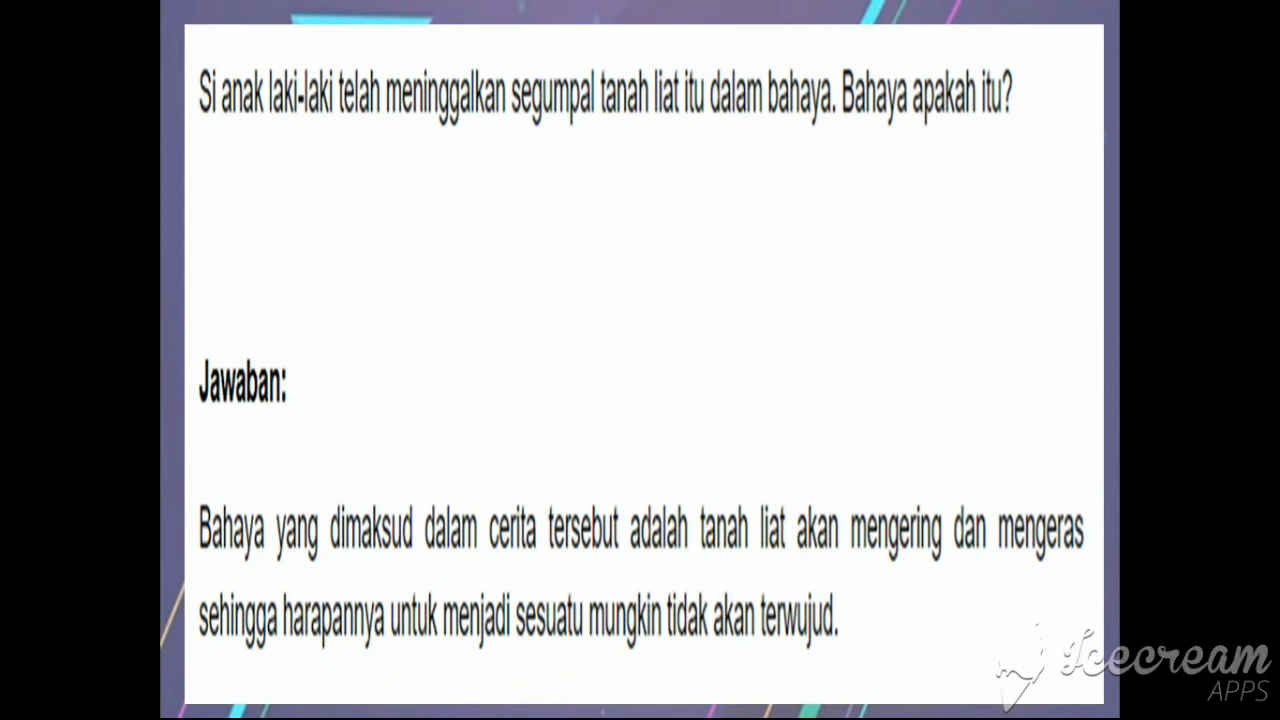 Si anak laki-laki telah meninggalkan segumpal tanah liat itu dalam bahaya. Bahaya apakah itu?
Jawaban:
Bahaya yang dimaksud dalam cerita tersebut adalah tanah liat akan mengering dan mengeras
sehingga harapannya untuk menjadi sesuatu mungkin tidak akan terwujud.
Icecream
APPS